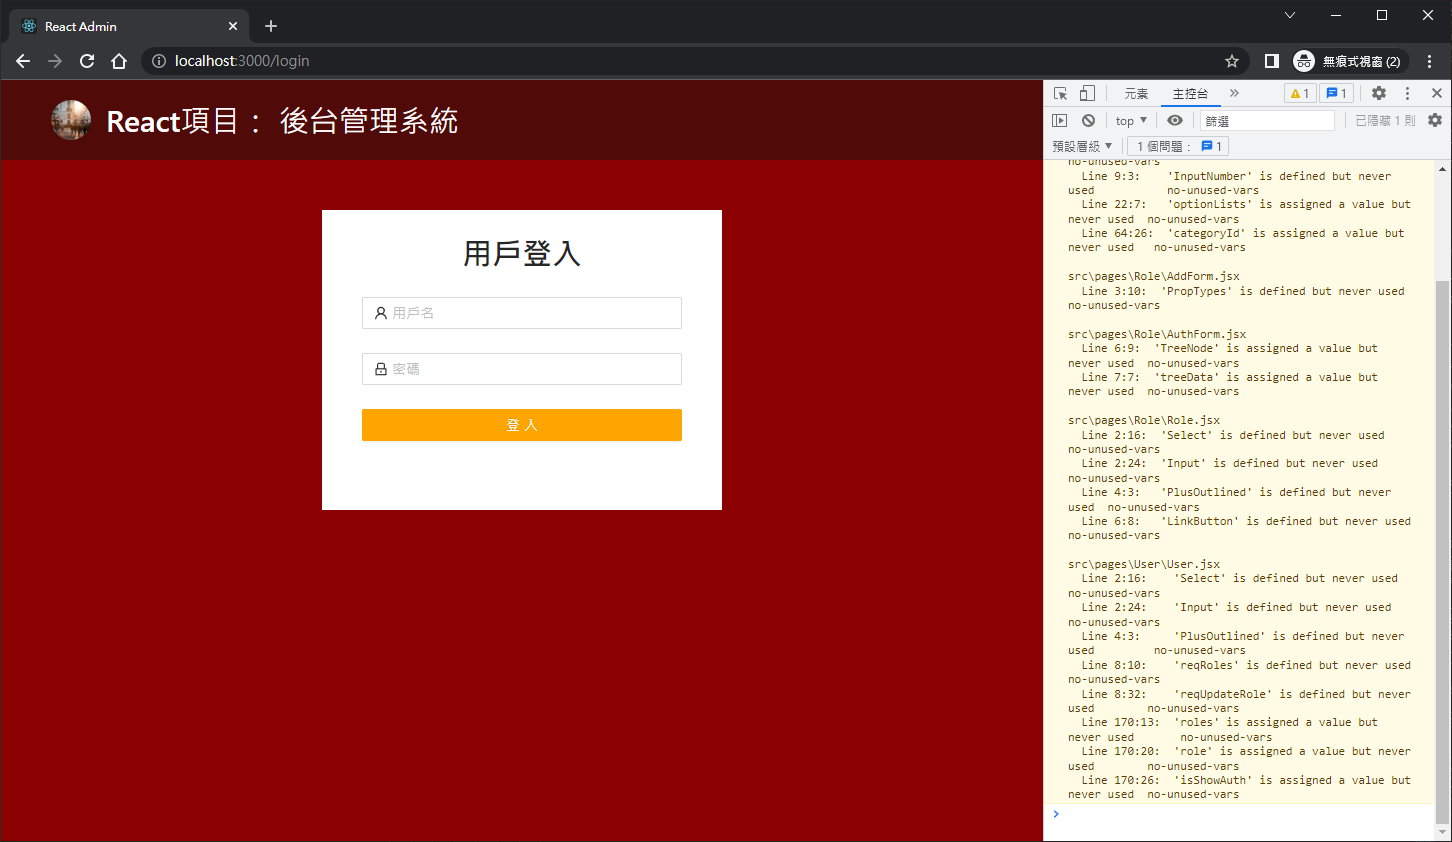 React Admin
localhost:3000/login
無痕式視窗 (2)
React項目： 後台管理系統
用戶登入
用戶名
密碼
登 入
元素
主控台
1
1
top
篩選
已隱藏 1 則
預設層級
1 個問題：
1
no-unused-vars
Line 9:3: 'InputNumber' is defined but never
used no-unused-vars
Line 22:7: 'optionLists' is assigned a value but
never used no-unused-vars
Line 64:26: 'categoryId' is assigned a value but
never used no-unused-vars
src\pages\Role\AddForm.jsx
Line 3:10: 'PropTypes' is defined but never used
no-unused-vars
src\pages\Role\AuthForm.jsx
Line 6:9: 'TreeNode' is assigned a value but
never used no-unused-vars
Line 7:7: 'treeData' is assigned a value but
never used no-unused-vars
src\pages\Role\Role.jsx
Line 2:16: 'Select' is defined but never used
no-unused-vars
Line 2:24: 'Input' is defined but never used
no-unused-vars
Line 4:3: 'PlusOutlined' is defined but never
used no-unused-vars
Line 6:8: 'LinkButton' is defined but never used
no-unused-vars
src\pages\User\User.jsx
Line 2:16: 'Select' is defined but never used
no-unused-vars
Line 2:24: 'Input' is defined but never used
no-unused-vars
Line 4:3: 'PlusOutlined' is defined but never
used no-unused-vars
Line 8:10: 'reqRoles' is defined but never used
no-unused-vars
Line 8:32: 'reqUpdateRole' is defined but never
used no-unused-vars
Line 170:13: 'roles' is assigned a value but
never used no-unused-vars
Line 170:20: 'role' is assigned a value but never
used no-unused-vars
Line 170:26: 'isShowAuth' is assigned a value but
never used no-unused-vars